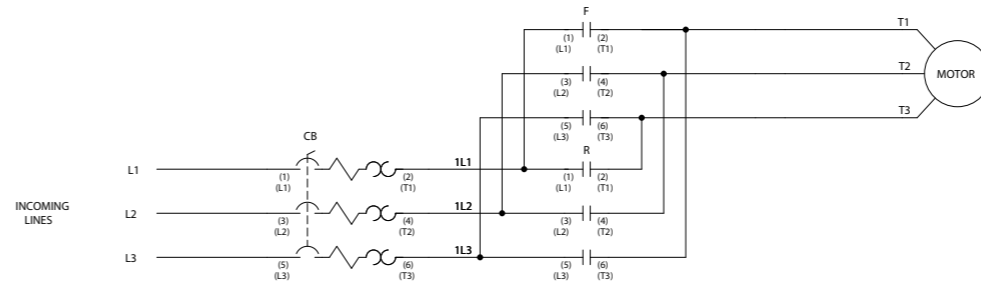 F
T1
(1) (2)
(L1) (T1)
T2
MOTOR
(3) (4)
(L2) (T2)
T3
(5) (6)
(L3) (T3)
CB
R
L1
1L1
(1) (2) (1) (2)
(L1) (T1) (L1) (T1)
INCOMING
LINES
L2
1L2
(3) (4) (3) (4)
(L2) (T2) (L2) (T2)
L3
1L3
(5) (6) (5) (6)
(L3) (T3) (L3) (T3)